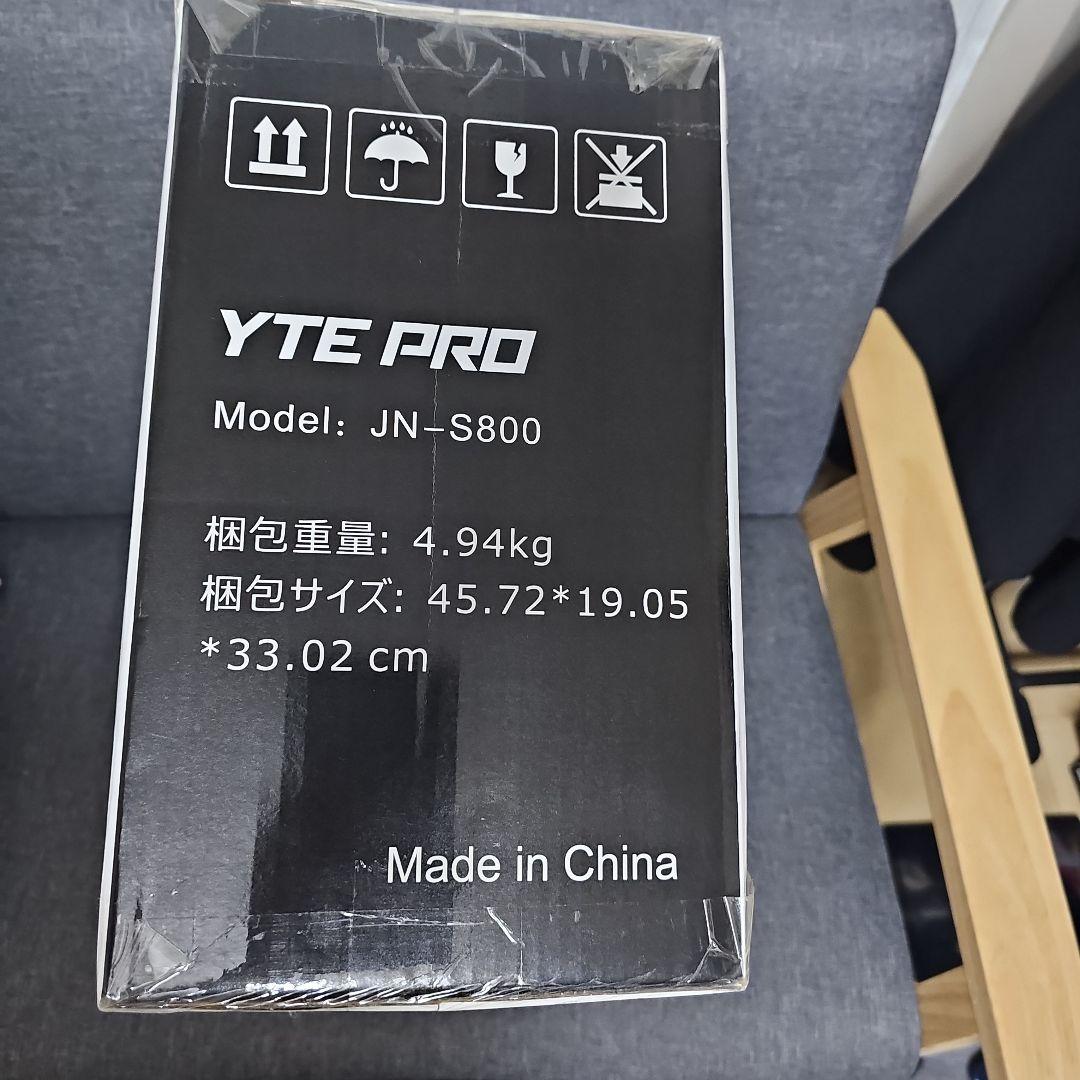 YTE PRO
Model: JN-S800
梱包重量: 4.94kg
梱包サイズ: 45.72*19.05
*33.02 cm
Made in China